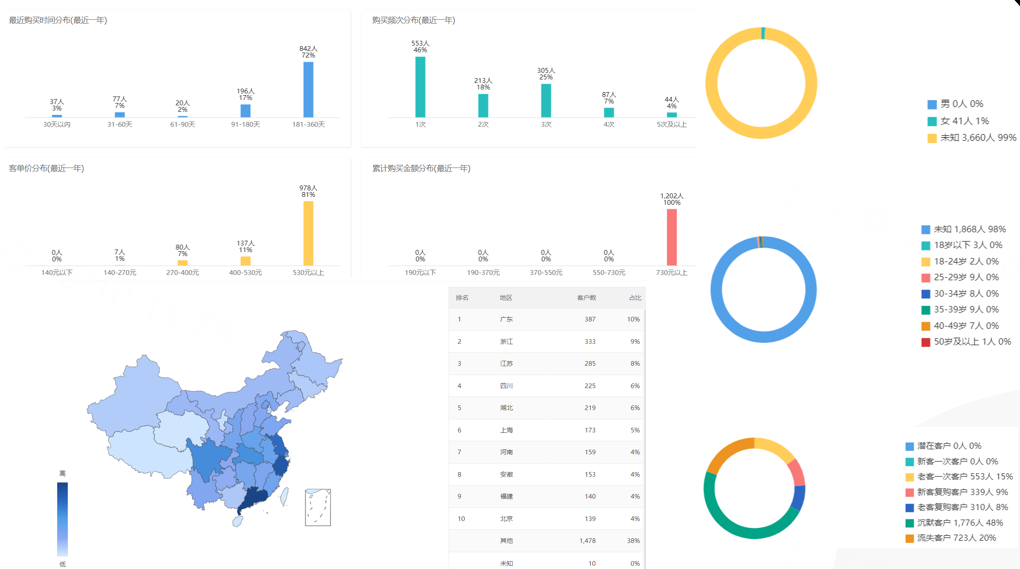 最近购买时间分布(最近一年)
37人
3%
77人
7%
20人
2%
196人
17%
842人
72%
30天以内
31-60天
61-90天
91-180天
181-360天
购买频次分布(最近一年)
553人
46%
213人
18%
305人
25%
87人
7%
44人
4%
1次
2次
3次
4次
5次及以上
男 0人 0%
女 41人 1%
未知 3,660人 99%
客单价分布(最近一年)
0人
0%
7人
1%
80人
7%
137人
11%
978人
81%
140元以下
140-270元
270-400元
400-530元
530元以上
累计购买金额分布(最近一年)
0人
0%
0人
0%
0人
0%
0人
0%
1,202人
100%
190元以下
190-370元
370-550元
550-730元
730元以上
未知 1,868人 98%
18岁以下 3人 0%
18-24岁 2人 0%
25-29岁 9人 0%
30-34岁 8人 0%
35-39岁 9人 0%
40-49岁 7人 0%
50岁及以上 1人 0%
高
低
排名 地区 客户数 占比
1 广东 387 10%
2 浙江 333 9%
3 江苏 285 8%
4 四川 225 6%
5 湖北 219 6%
6 上海 173 5%
7 河南 159 4%
8 安徽 153 4%
9 福建 140 4%
10 北京 139 4%
其他 1,478 38%
未知 10 0%
潜在客户 0人 0%
新客一次客户 0人 0%
老客一次客户 553人 15%
新客复购客户 339人 9%
老客复购客户 310人 8%
沉默客户 1,776人 48%
流失客户 723人 20%